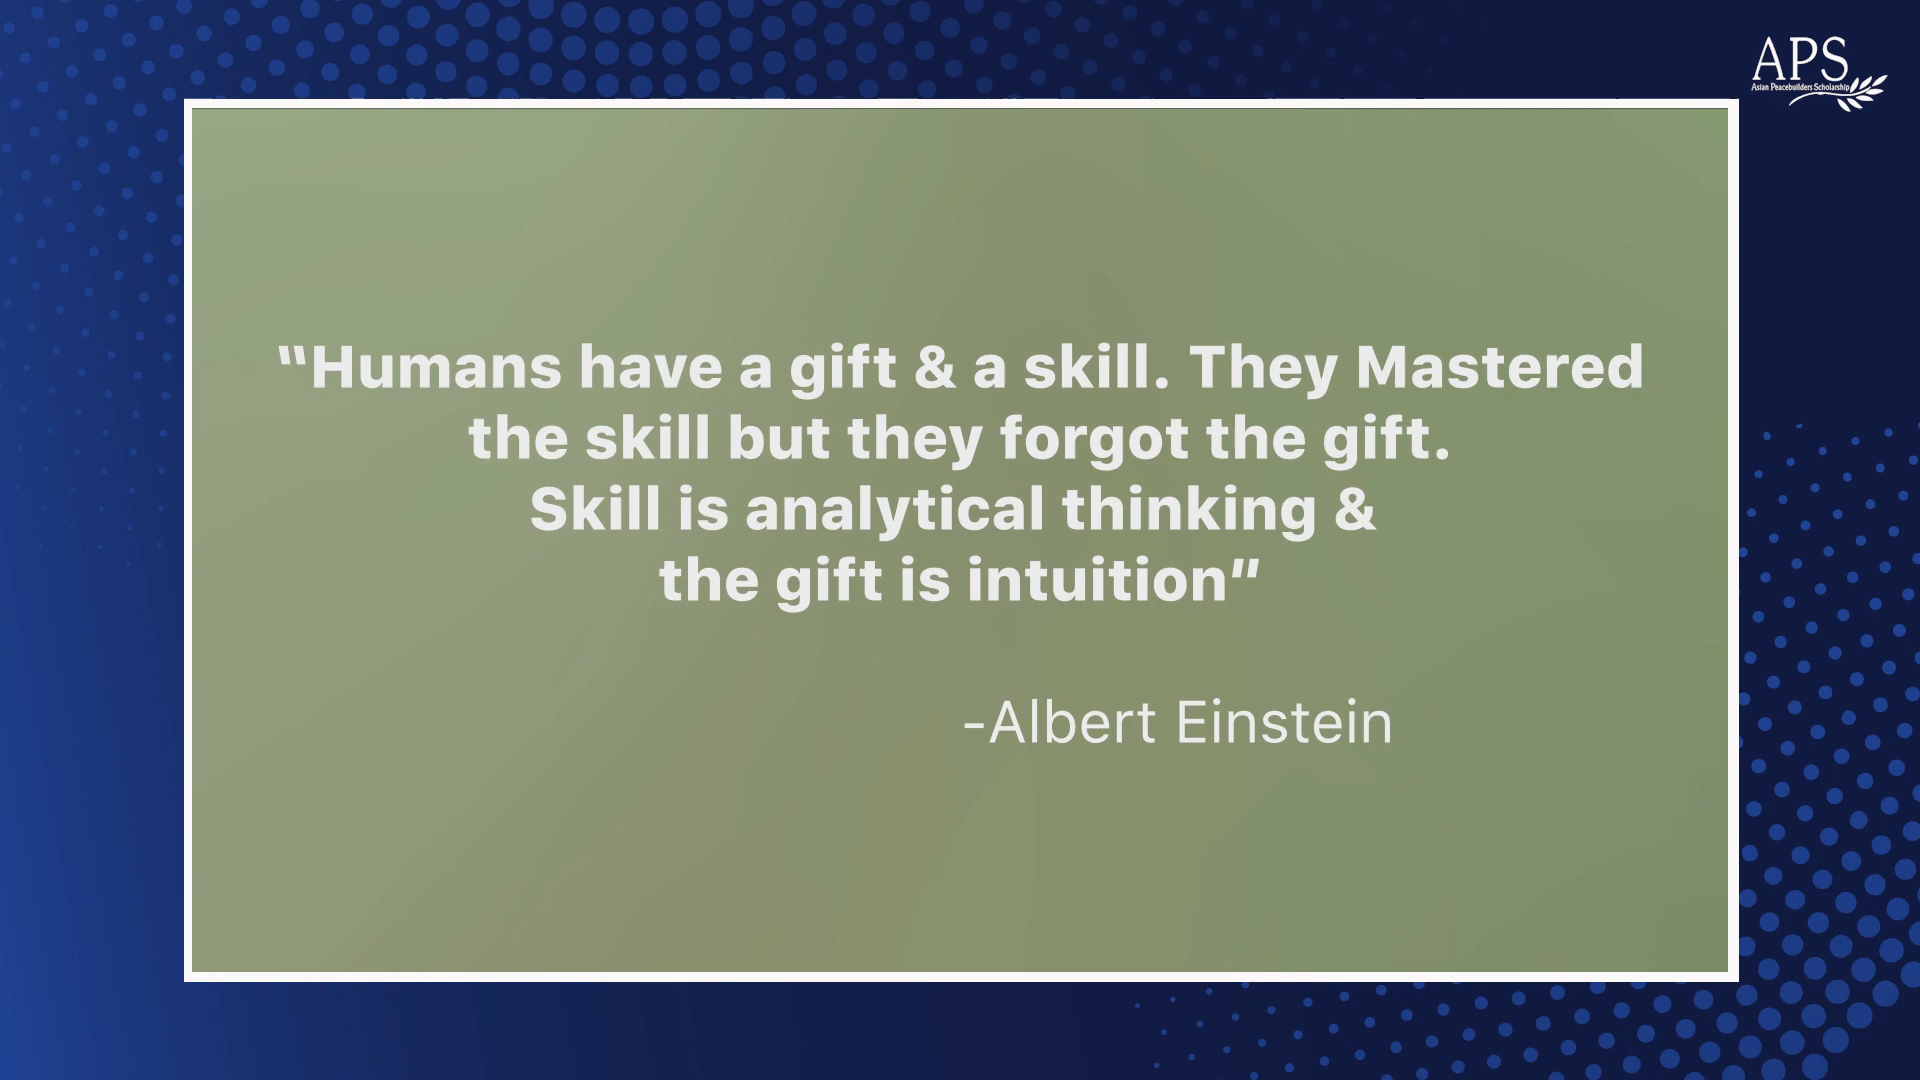 APS
Asian Peacebuilders Scholarship
“Humans have a gift & a skill. They Mastered
the skill but they forgot the gift.
Skill is analytical thinking &
the gift is intuition”
-Albert Einstein